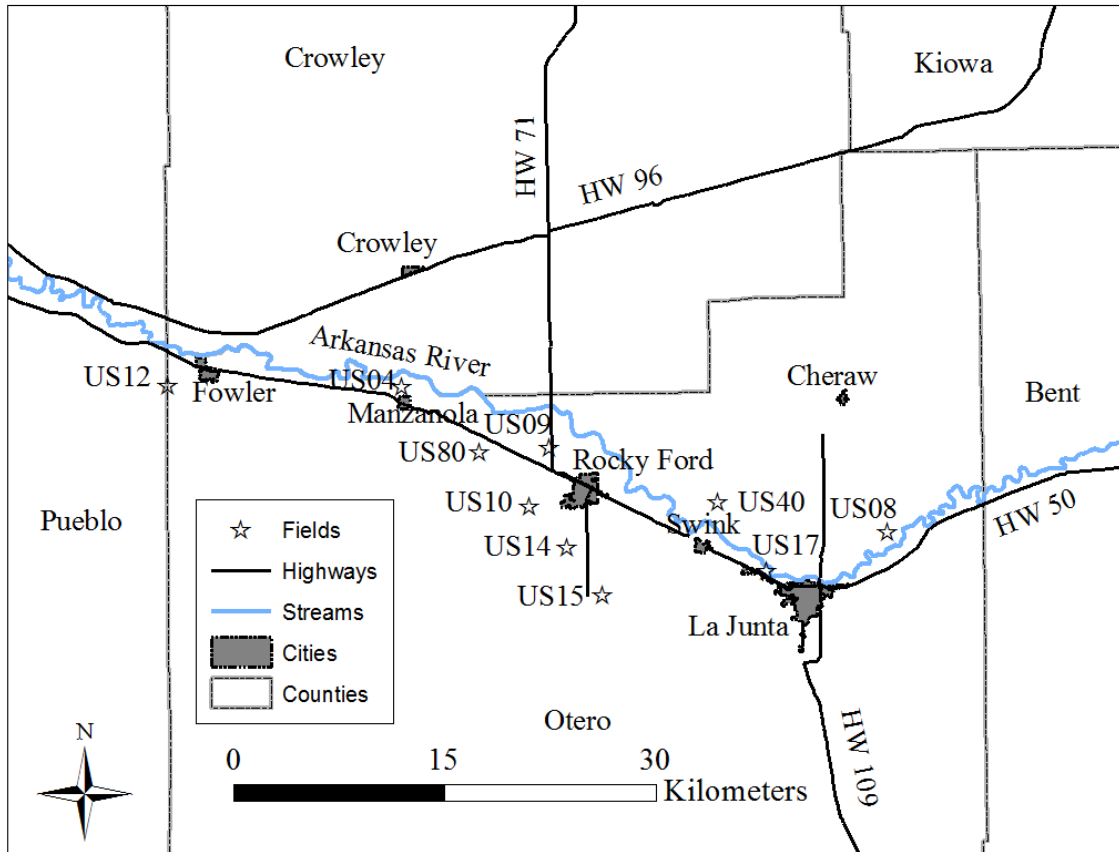 Crowley
Kiowa
HW 71
HW 96
Crowley
Arkansas River
US12
Fowler
US04
Manzanola
Cheraw
Bent
US09
US80
Rocky Ford
Pueblo
US10
US40
US08
HW 50
Swink
US14
US17
US15
La Junta
Fields
Highways
Streams
Cities
Counties
Otero
HW 109
N
0 15 30
Kilometers